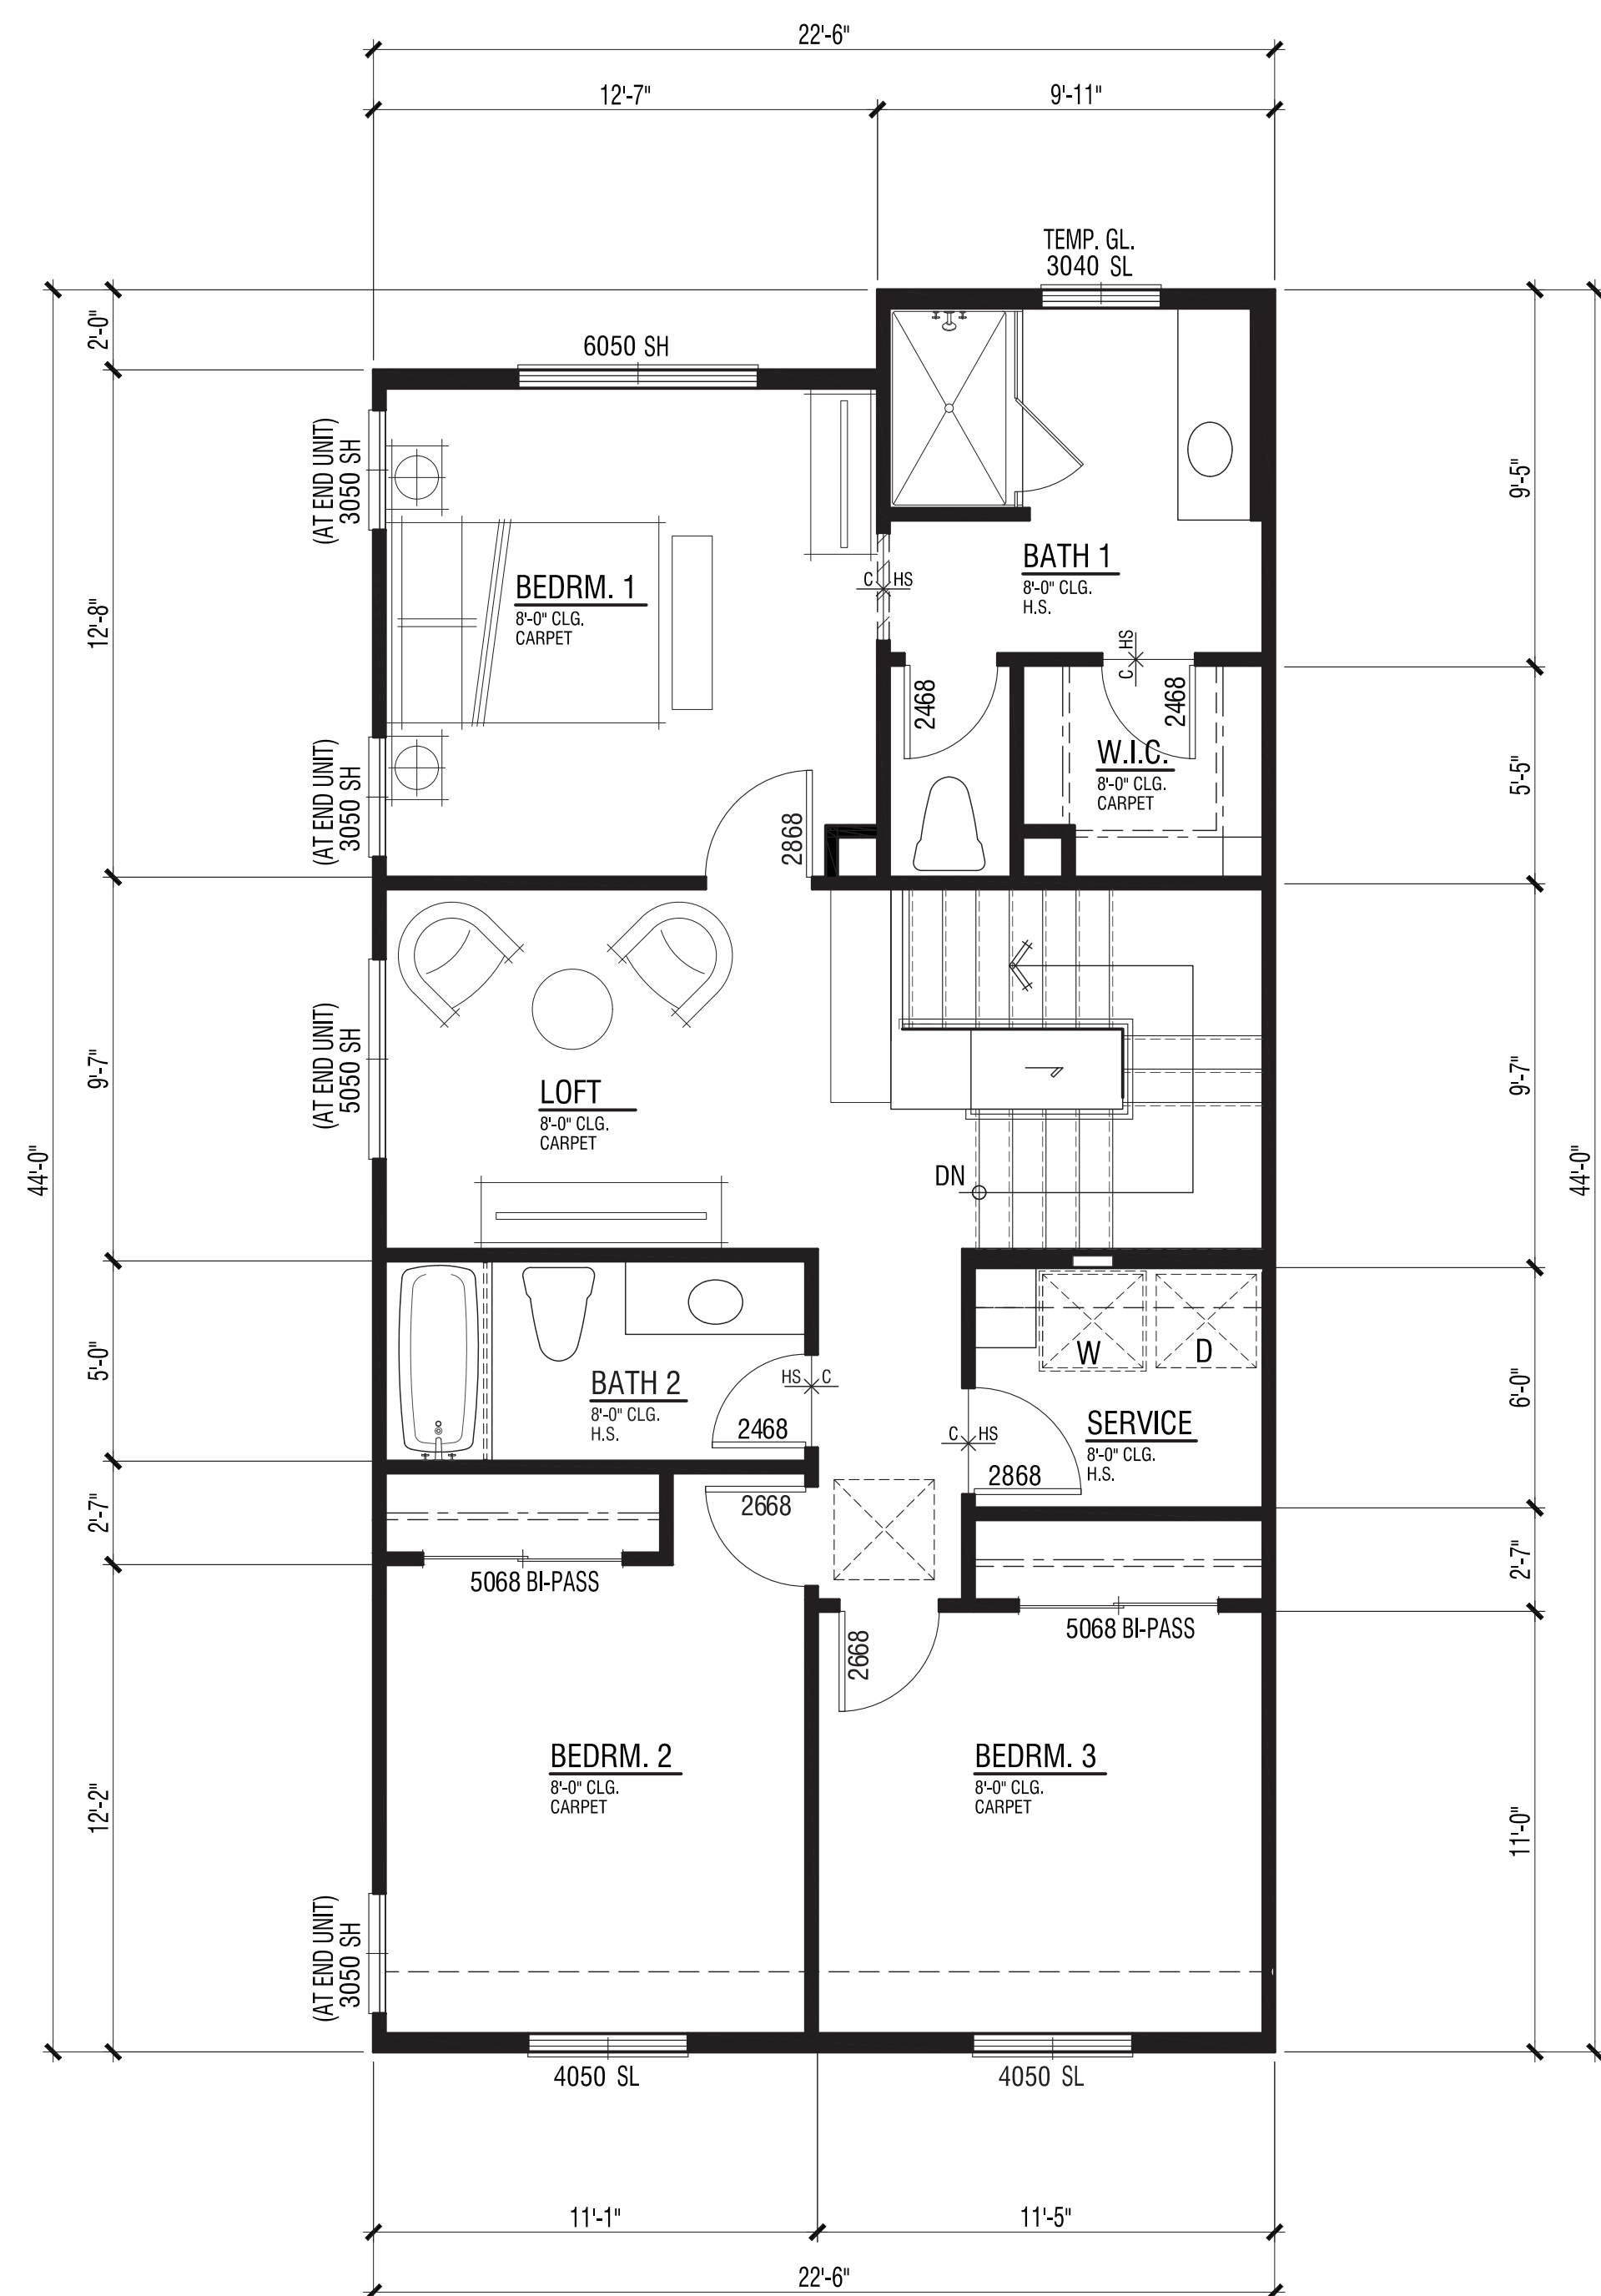 22'-6"
12'-7"
9'-11"
TEMP. GL.
3040 SL
2'-0"
6050 SH
(AT END UNIT)
3050 SH
9'-5"
12'-8"
BEDRM. 1
8'-0" CLG.
CARPET
C HS
BATH 1
8'-0" CLG.
H.S.
C HS
2468
2468
W.I.C.
8'-0" CLG.
CARPET
5'-5"
(AT END UNIT)
3050 SH
2868
9'-7"
(AT END UNIT)
5050 SH
LOFT
8'-0" CLG.
CARPET
9'-7"
44'-0"
44'-0"
DN
5'-0"
BATH 2
8'-0" CLG.
H.S.
HS C
2468
W
D
6'-0"
C HS
SERVICE
8'-0" CLG.
H.S.
2868
2'-7"
2668
5068 BI-PASS
2'-7"
5068 BI-PASS
2668
12'-2"
BEDRM. 2
8'-0" CLG.
CARPET
BEDRM. 3
8'-0" CLG.
CARPET
11'-0"
(AT END UNIT)
3050 SH
4050 SL
4050 SL
11'-1"
11'-5"
22'-6"